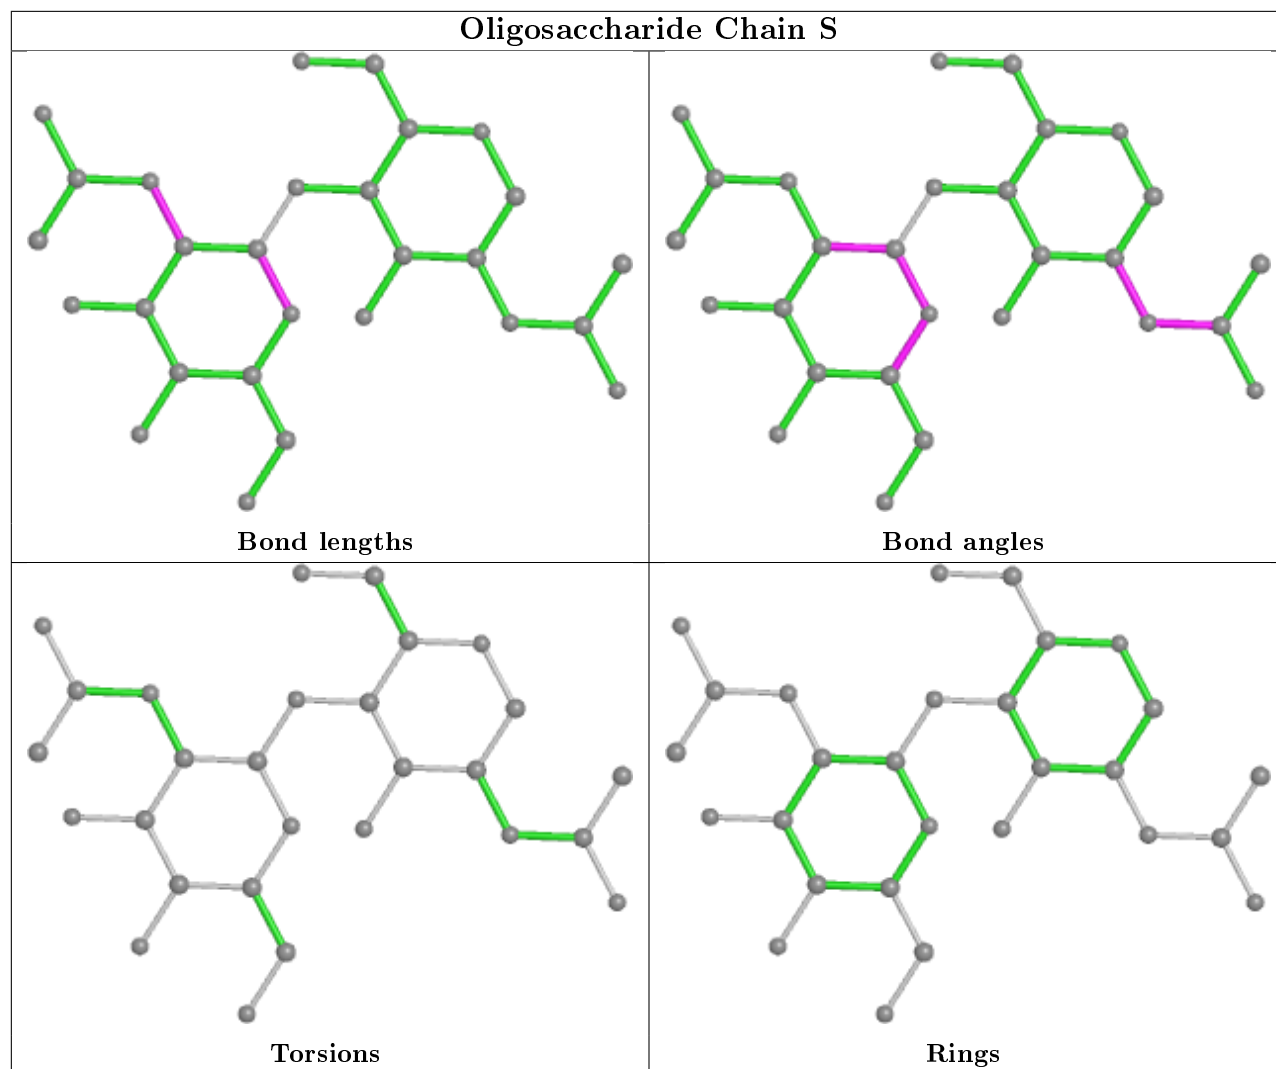 Oligosaccharide Chain S
Bond lengths
Bond angles
Torsions
Rings